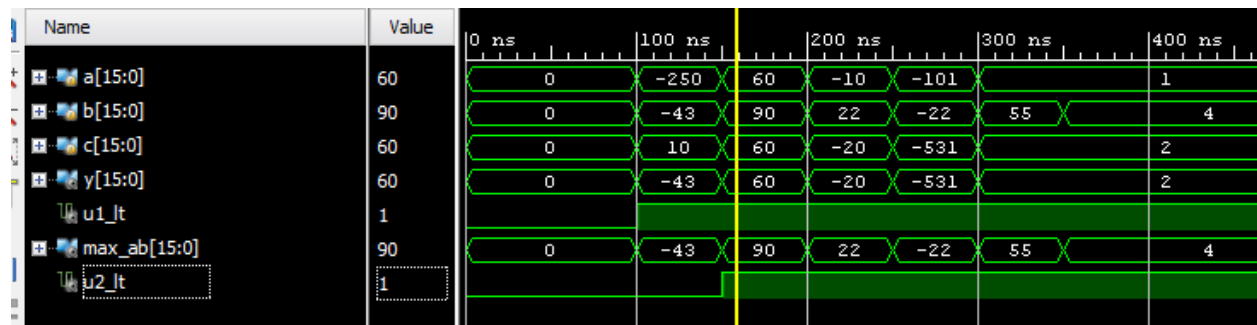 Name Value 0 ns 100 ns 200 ns 300 ns 400 ns
a[15:0] 60 0 -250 60 -10 -101 1
b[15:0] 90 0 -43 90 22 -22 55 4
c[15:0] 60 0 10 60 -20 -531 2
y[15:0] 60 0 -43 60 -20 -531 2
u1_lt 1
max_ab[15:0] 90 0 -43 90 22 -22 55 4
u2_lt 1